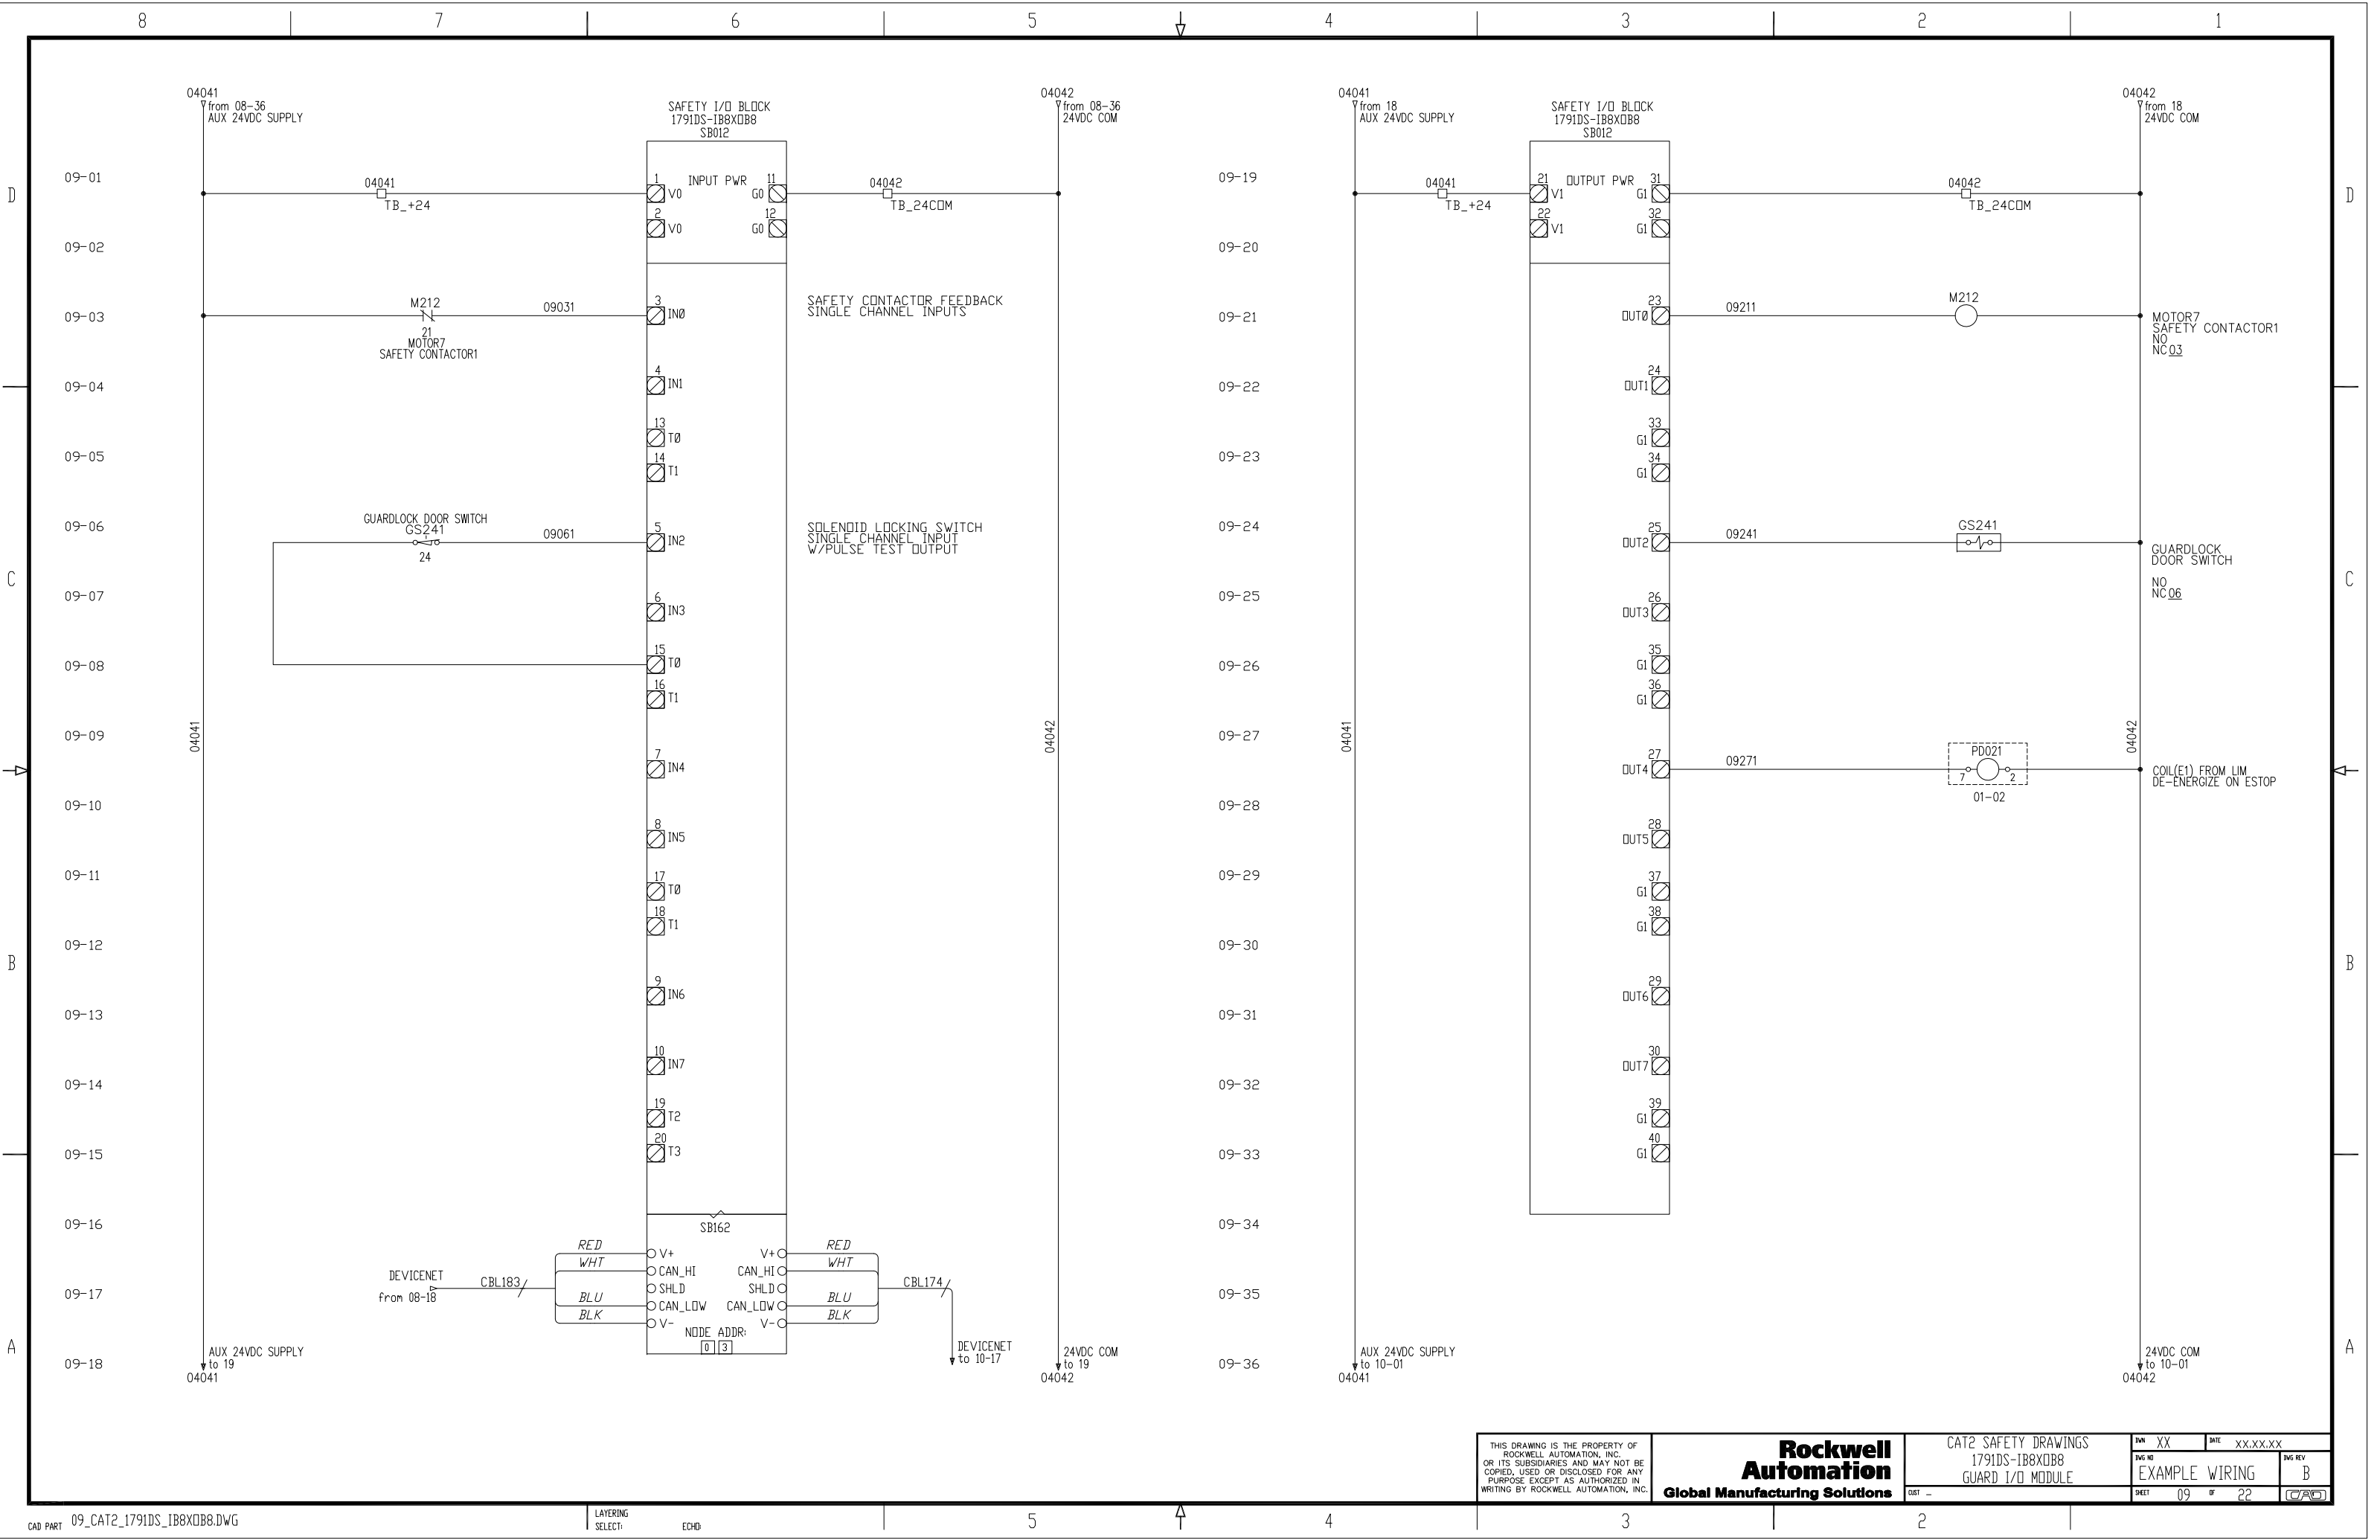 8 7 6 5 4 3 2 1
D
C
B
A
09-01
09-02
09-03
09-04
09-05
09-06
09-07
09-08
09-09
09-10
09-11
09-12
09-13
09-14
09-15
09-16
09-17
09-18
04041
from 08-36
AUX 24VDC SUPPLY
04041
TB_+24
M212
21
MOTOR7
SAFETY CONTACTOR1
09031
GUARDLOCK DOOR SWITCH
GS241
24
09061
04041
AUX 24VDC SUPPLY
to 19
04041
SAFETY I/O BLOCK
1791DS-IB8XOB8
SB012
INPUT PWR
1 V0
2 V0
11 G0
12 G0
3 IN0
4 IN1
13 T0
14 T1
5 IN2
6 IN3
15 T0
16 T1
7 IN4
8 IN5
17 T0
18 T1
9 IN6
10 IN7
19 T2
20 T3
SB162
V+ V+
CAN_HI CAN_HI
SHLD SHLD
CAN_LOW CAN_LOW
V- V-
NODE ADDR:
0 3
DEVICENET
from 08-18
CBL183
RED
WHT
BLU
BLK
RED
WHT
BLU
BLK
CBL174
DEVICENET
to 10-17
04042
from 08-36
24VDC COM
04042
TB_24COM
SAFETY CONTACTOR FEEDBACK
SINGLE CHANNEL INPUTS
SOLENOID LOCKING SWITCH
SINGLE CHANNEL INPUT
W/PULSE TEST OUTPUT
04042
24VDC COM
to 19
04042
09-19
09-20
09-21
09-22
09-23
09-24
09-25
09-26
09-27
09-28
09-29
09-30
09-31
09-32
09-33
09-34
09-35
09-36
04041
from 18
AUX 24VDC SUPPLY
04041
TB_+24
04041
AUX 24VDC SUPPLY
to 10-01
04041
SAFETY I/O BLOCK
1791DS-IB8XOB8
SB012
OUTPUT PWR
21 V1
22 V1
31 G1
32 G1
23 OUT0
24 OUT1
33 G1
34 G1
25 OUT2
26 OUT3
35 G1
36 G1
27 OUT4
28 OUT5
37 G1
38 G1
29 OUT6
30 OUT7
39 G1
40 G1
04042
from 18
24VDC COM
04042
TB_24COM
09211
M212
MOTOR7
SAFETY CONTACTOR1
NO
NC 03
09241
GS241
GUARDLOCK
DOOR SWITCH
NO
NC 06
09271
PD021
7 2
01-02
COIL(E1) FROM LIM
DE-ENERGIZE ON ESTOP
04042
24VDC COM
to 10-01
04042
D
C
B
A
THIS DRAWING IS THE PROPERTY OF
ROCKWELL AUTOMATION, INC.
OR ITS SUBSIDIARIES AND MAY NOT BE
COPIED, USED OR DISCLOSED FOR ANY
PURPOSE EXCEPT AS AUTHORIZED IN
WRITING BY ROCKWELL AUTOMATION, INC.
Rockwell
Automation
Global Manufacturing Solutions
CAT2 SAFETY DRAWINGS
1791DS-IB8XOB8
GUARD I/O MODULE
CUST -
DWN XX
DATE XX.XX.XX
DWG NO
EXAMPLE WIRING
DWG REV
B
SHEET 09 OF 22
CAD
CAD PART 09_CAT2_1791DS_IB8XOB8.DWG
LAYERING
SELECT: ECHO:
5 4 3 2